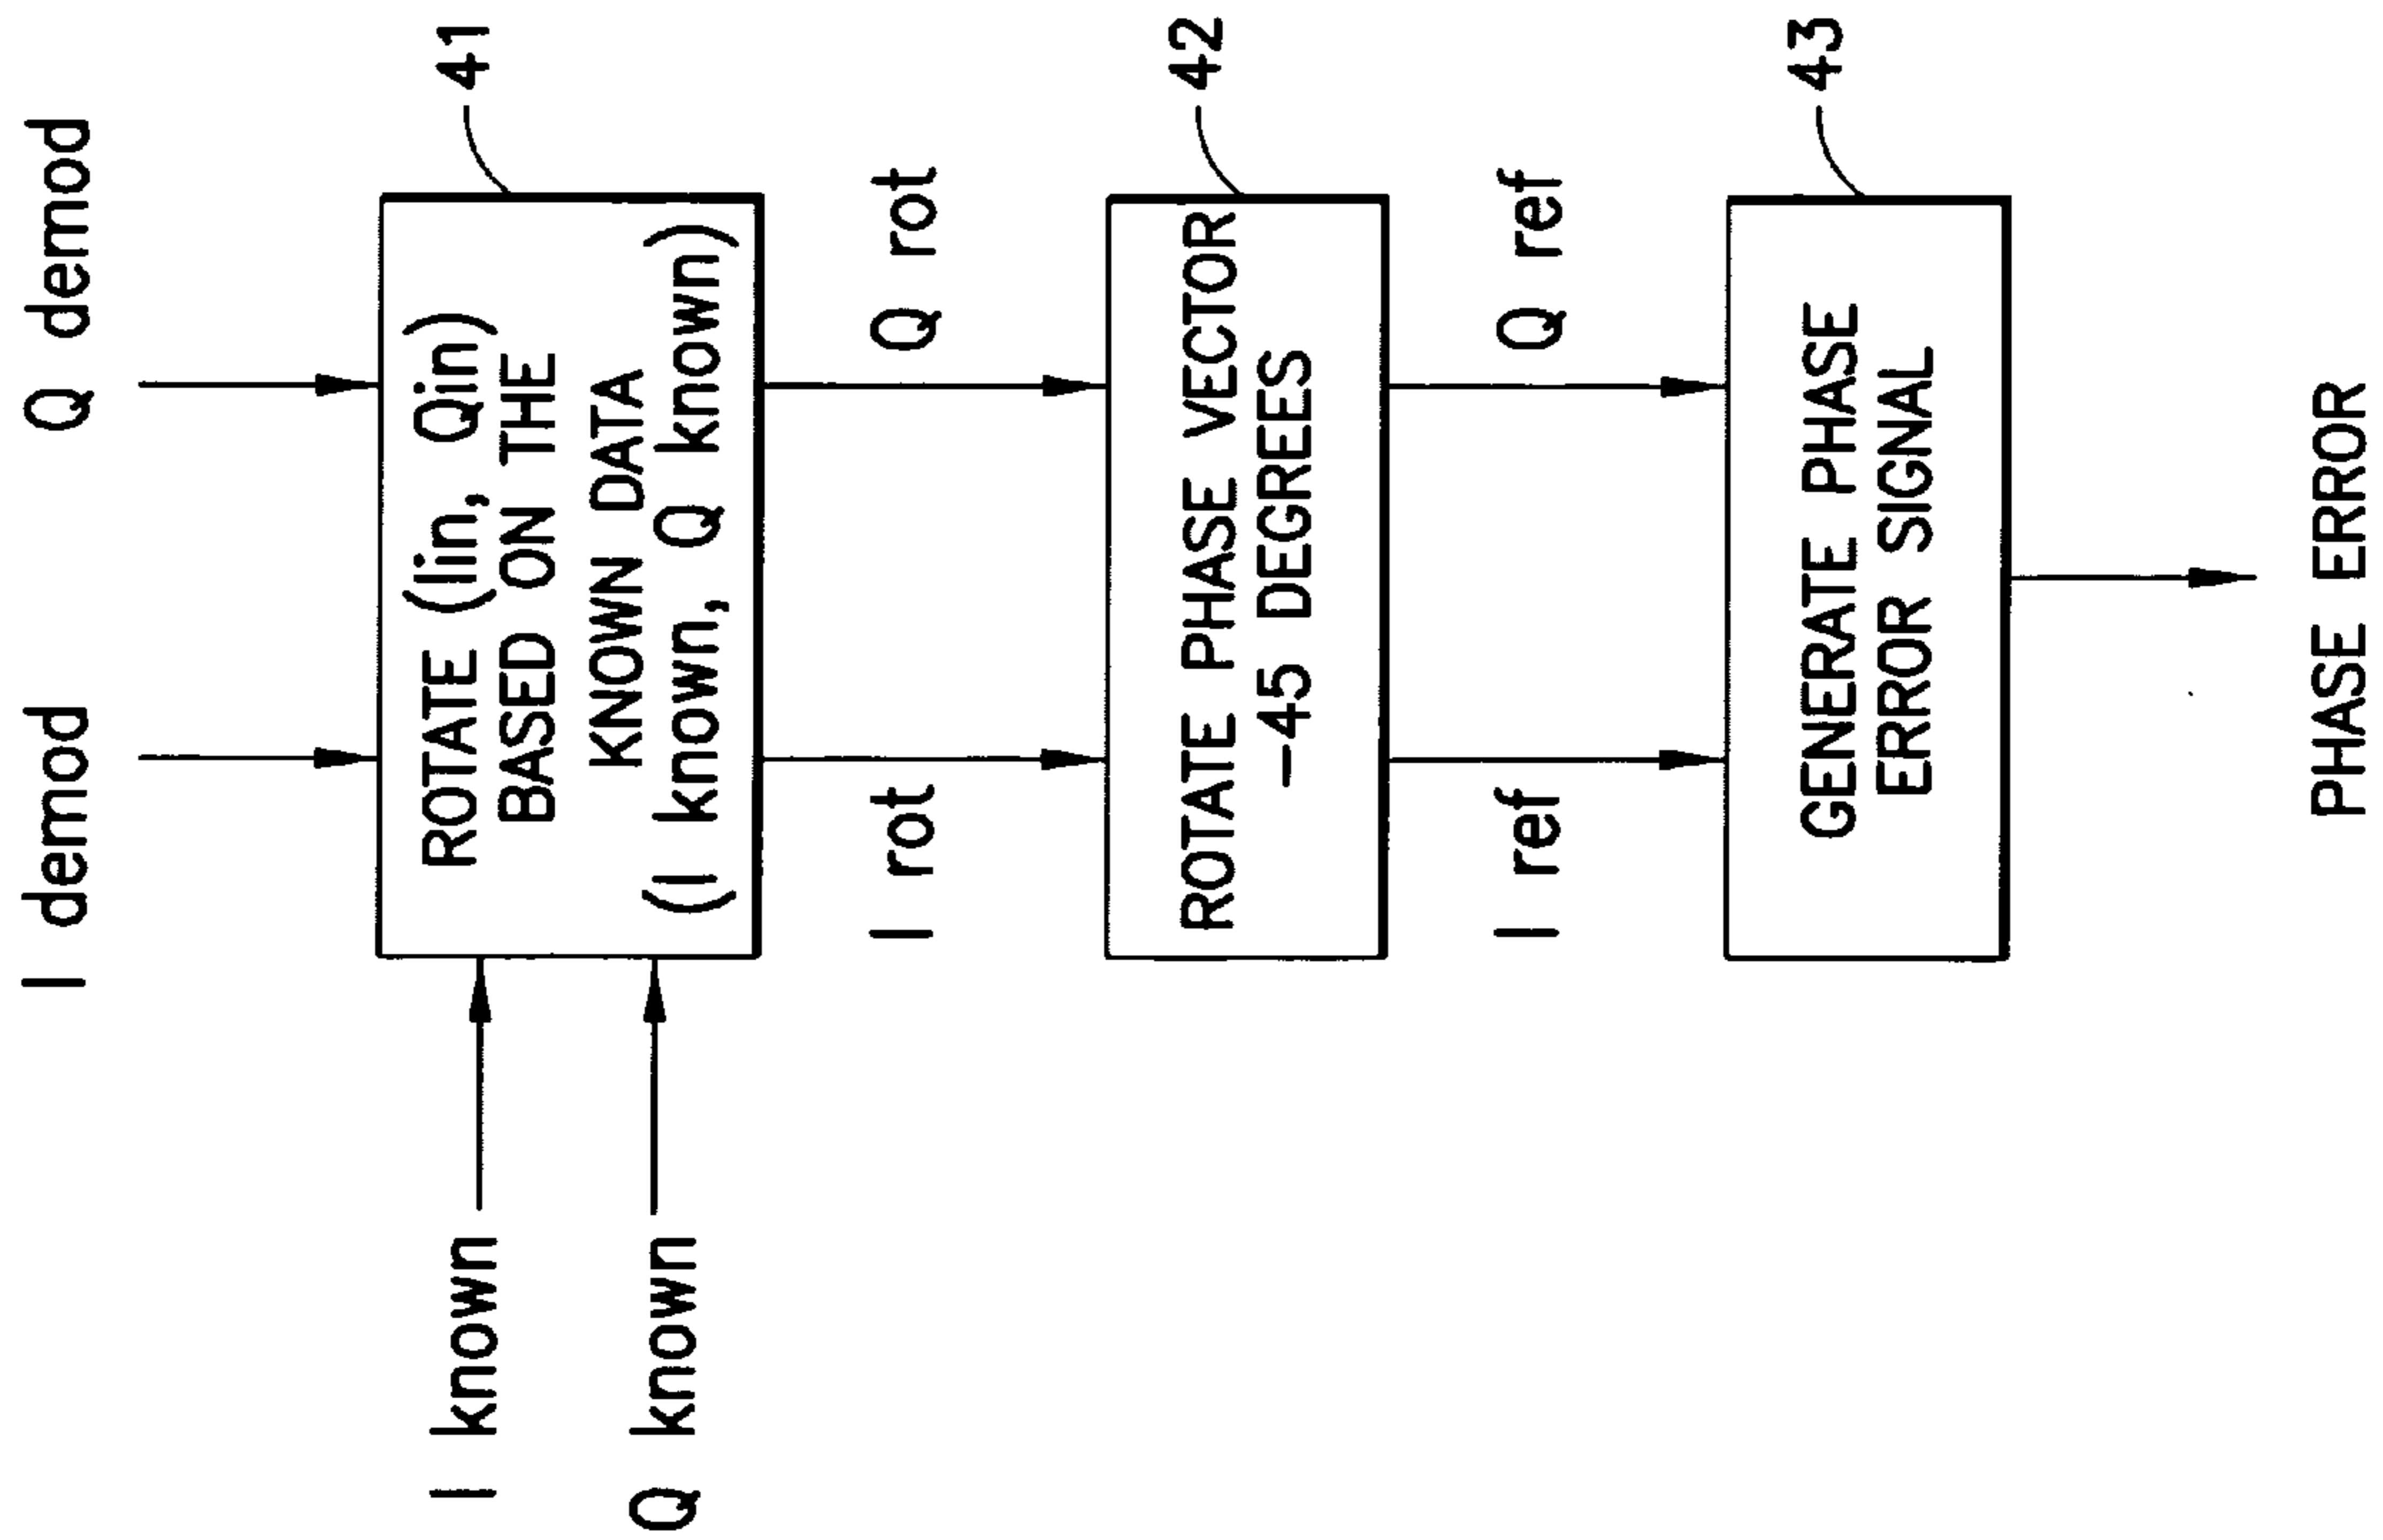 I demod
Q demod
I known
Q known
ROTATE (Iin, Qin)
BASED ON THE
KNOWN DATA
(I known, Q known)
41
I rot
Q rot
ROTATE PHASE VECTOR
-45 DEGREES
42
I ref
Q ref
GENERATE PHASE
ERROR SIGNAL
43
PHASE ERROR